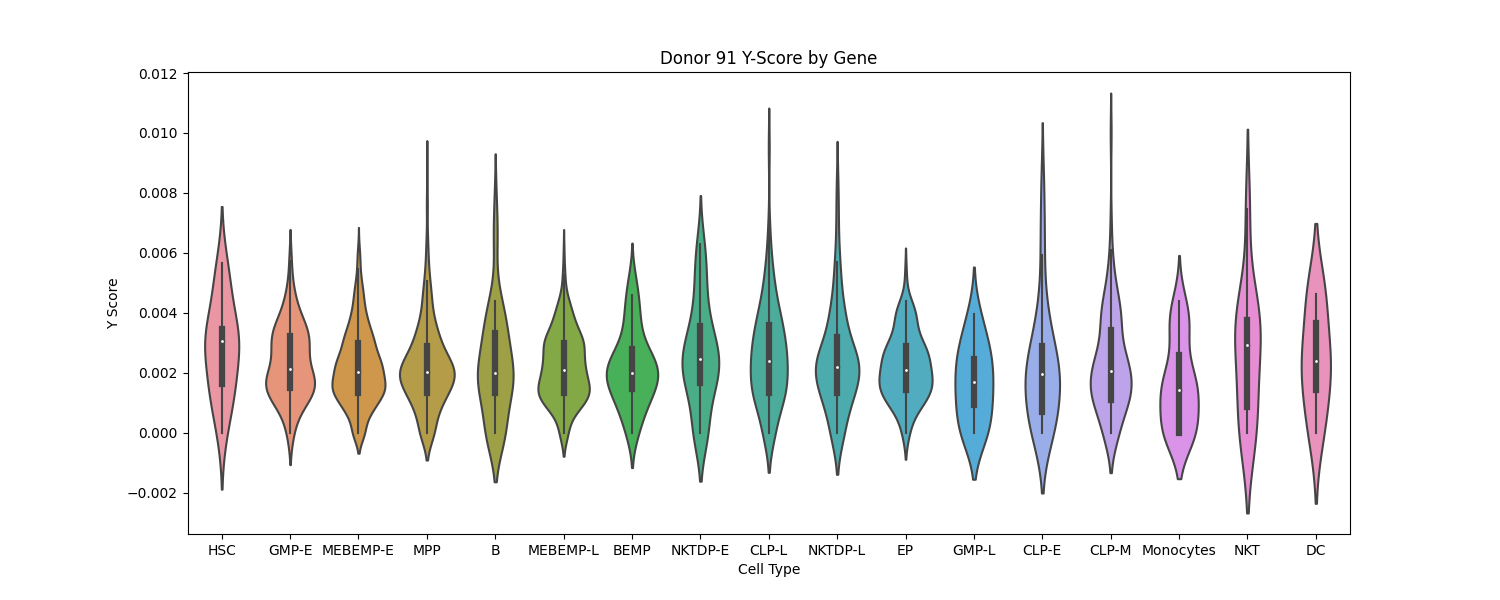 Donor 91 Y-Score by Gene
0.012
0.010
0.008
0.006
0.004
0.002
0.000
−0.002
Y Score
HSC GMP-E MEBEMP-E MPP B MEBEMP-L BEMP NKTDP-E CLP-L NKTDP-L EP GMP-L CLP-E CLP-M Monocytes NKT DC
Cell Type